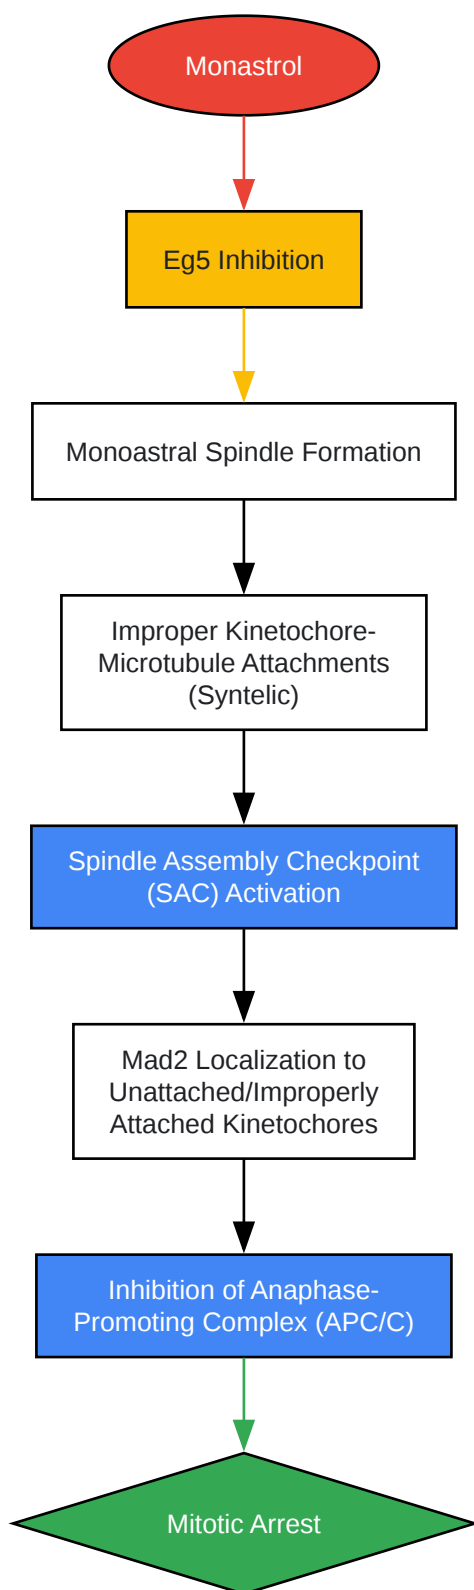 Monastrol
Eg5 Inhibition
Monoastral Spindle Formation
Improper Kinetochore-
Microtubule Attachments
(Syntelic)
Spindle Assembly Checkpoint
(SAC) Activation
Mad2 Localization to
Unattached/Improperly
Attached Kinetochores
Inhibition of Anaphase-
Promoting Complex (APC/C)
Mitotic Arrest